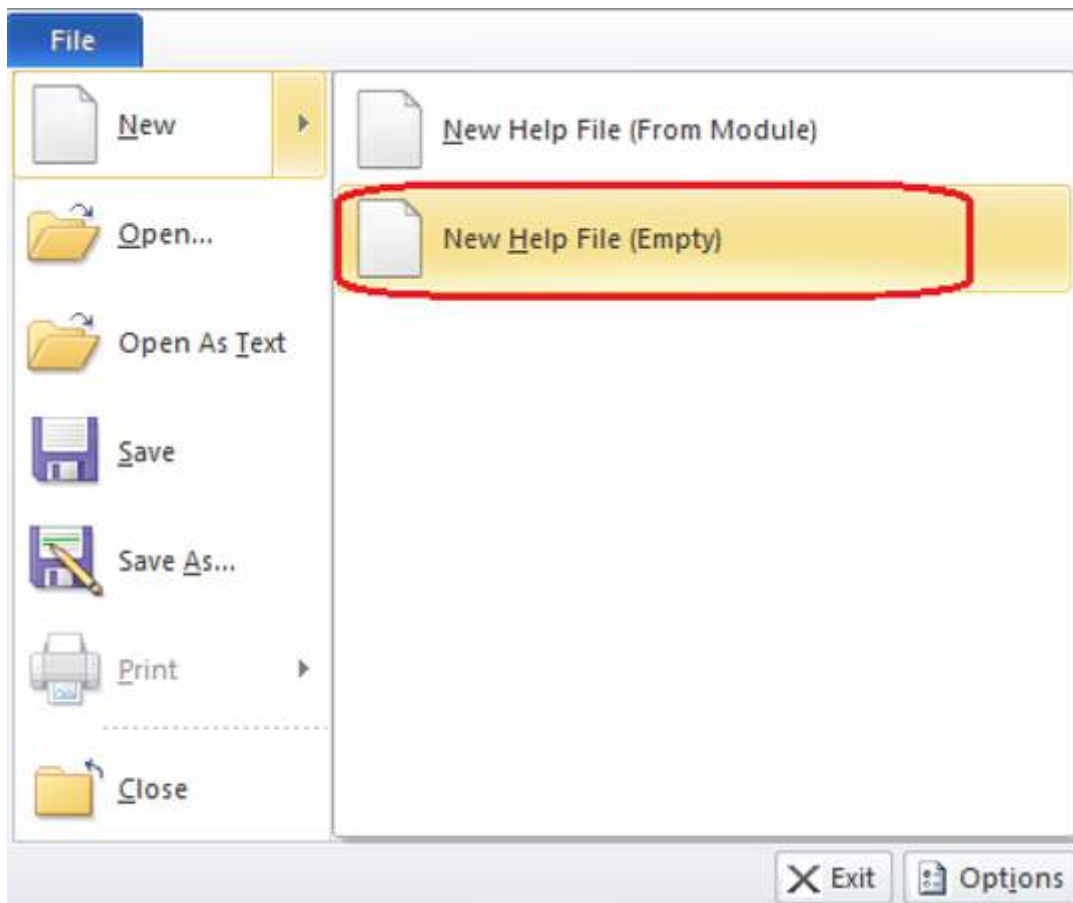 File
New
New Help File (From Module)
New Help File (Empty)
Open...
Open As Text
Save
Save As...
Print
Close
Exit
Options